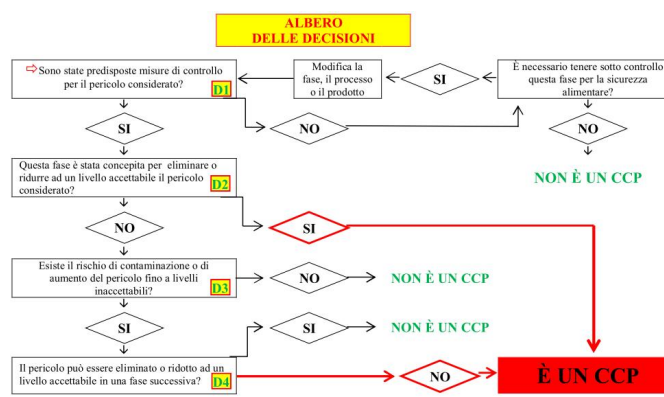 ALBERO
DELLE DECISIONI
⇨Sono state predisposte misure di controllo
per il pericolo considerato?
D1
Modifica la
fase, il processo
o il prodotto
SI
È necessario tenere sotto controllo
questa fase per la sicurezza
alimentare?
SI
NO
NO
NON È UN CCP
Questa fase è stata concepita per eliminare o
ridurre ad un livello accettabile il pericolo
considerato?
D2
NO
SI
Esiste il rischio di contaminazione o di
aumento del pericolo fino a livelli
inaccettabili?
D3
NO
NON È UN CCP
SI
SI
NON È UN CCP
Il pericolo può essere eliminato o ridotto ad un
livello accettabile in una fase successiva?
D4
NO
È UN CCP